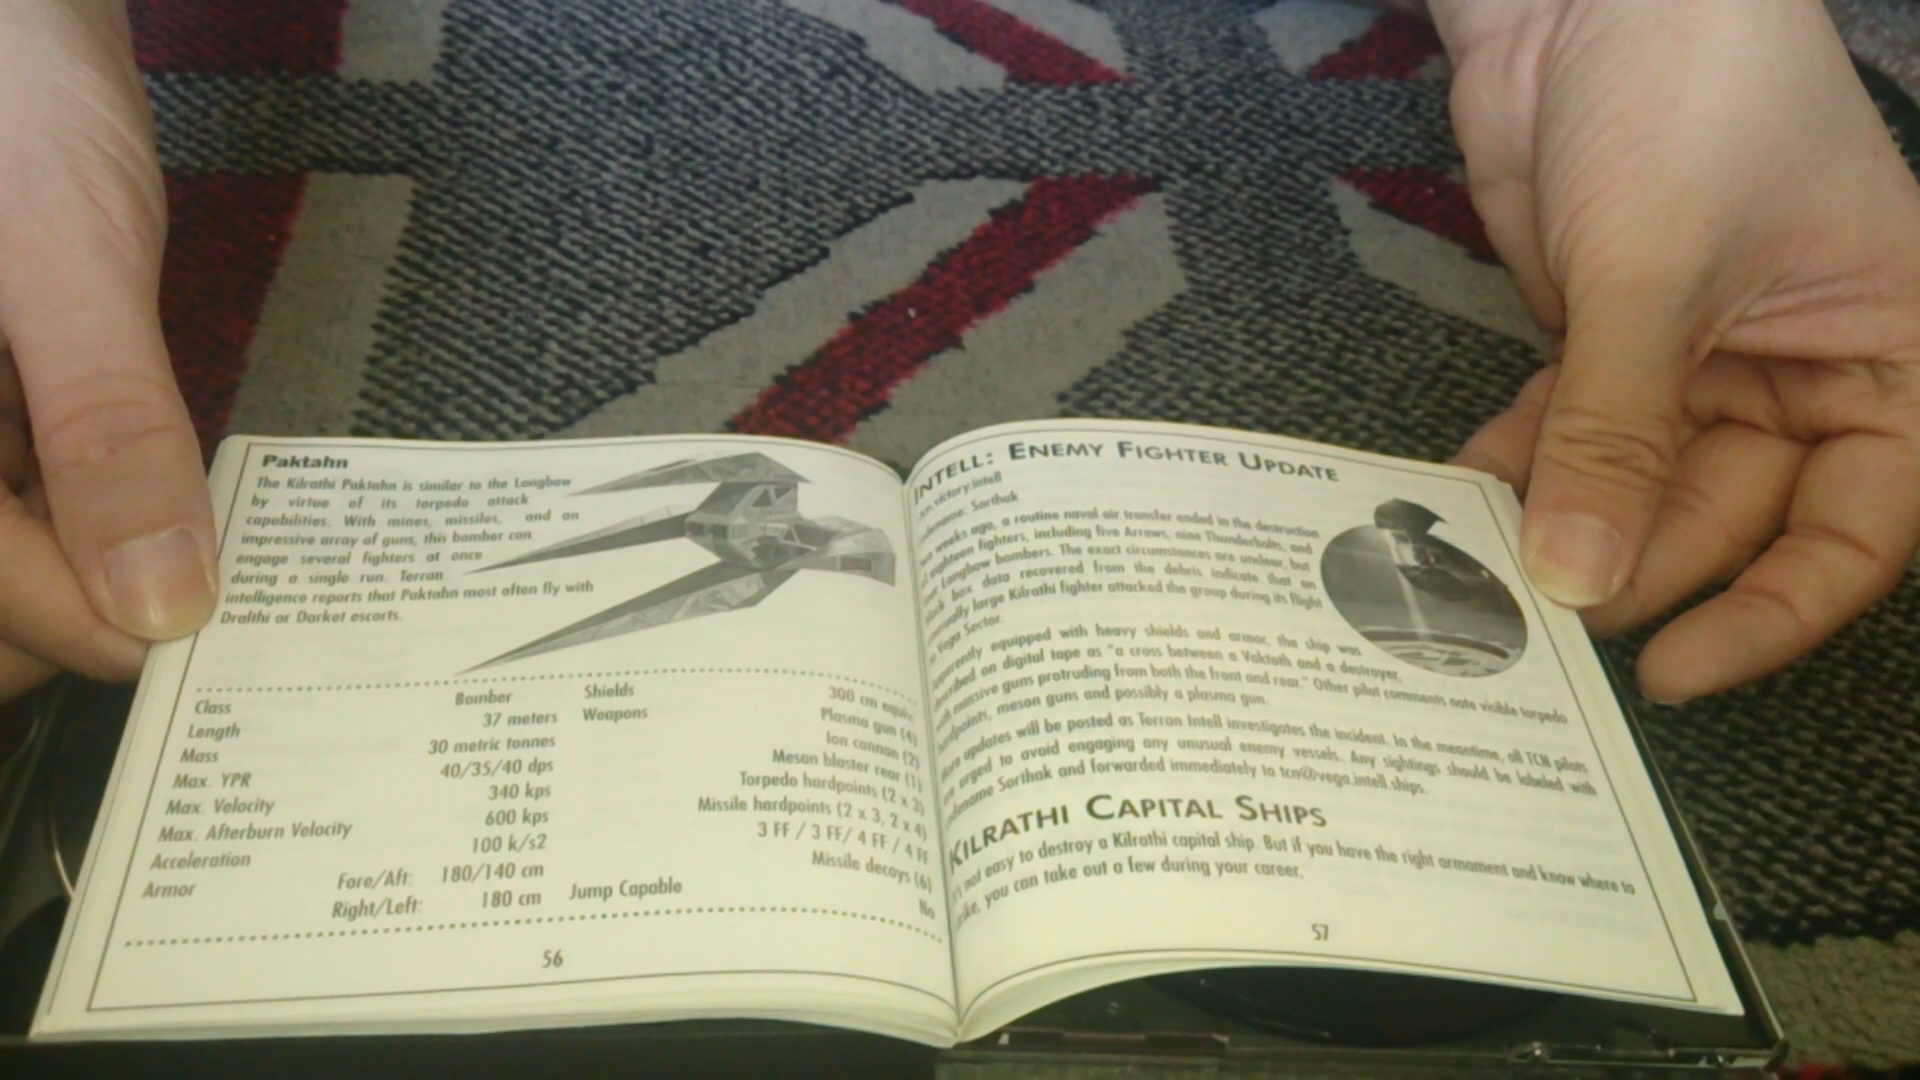 Paktahn
The Kilrathi Paktahn is similar to the Longbow
by virtue of its torpedo attack
capabilities. With mines, missiles, and an
impressive array of guns, this bomber can
engage several fighters at once
during a single run. Terran
intelligence reports that Paktahn most often fly with
Dralthi or Darket escorts.
Class Bomber
Length 37 meters
Mass 30 metric tonnes
Max. YPR 40/35/40 dps
Max. Velocity 340 kps
Max. Afterburn Velocity 600 kps
Acceleration 100 k/s2
Armor Fore/Aft: 180/140 cm
Right/Left: 180 cm
Shields 300 cm equiv.
Weapons Plasma gun (4)
Ion cannon (2)
Meson blaster rear (1)
Torpedo hardpoints (2 x 3)
Missile hardpoints (2 x 3, 2 x 4)
3 FF / 3 FF/ 4 FF / 4 FF
Missile decoys (6)
Jump Capable No
56
INTELL: ENEMY FIGHTER UPDATE
victory.intell
Sorthak
weeks ago, a routine naval air transfer ended in the destruction
eighteen fighters, including five Arrows, nine Thunderbolts, and
Longbow bombers. The exact circumstances are unclear, but
box data recovered from the debris indicate that an
large Kilrathi fighter attacked the group during its flight
Vega Sector.
equipped with heavy shields and armor, the ship was
on digital tape as "a cross between a Vaktoth and a destroyer,
massive guns protruding from both the front and rear." Other pilot comments note visible torpedo
hardpoints, meson guns and possibly a plasma gun.
updates will be posted as Terran Intell investigates the incident. In the meantime, all TCN pilots
urged to avoid engaging any unusual enemy vessels. Any sightings should be labeled with
Sorthak and forwarded immediately to tcn@vega.intell.ships.
KILRATHI CAPITAL SHIPS
not easy to destroy a Kilrathi capital ship. But if you have the right armament and know where to
you can take out a few during your career.
57